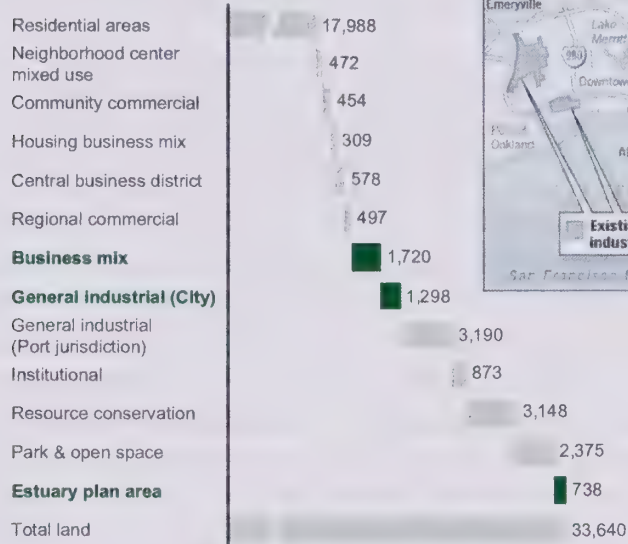 Residential areas 17,988
Neighborhood center
mixed use 472
Community commercial 454
Housing business mix 309
Central business district 578
Regional commercial 497
Business mix 1,720
General industrial (City) 1,298
General industrial
(Port jurisdiction) 3,190
Institutional 873
Resource conservation 3,148
Park & open space 2,375
Estuary plan area 738
Total land 33,640
Emeryville
Lake
Merritt
980
Downtow
Oakland
Existi
indus
San Francisco